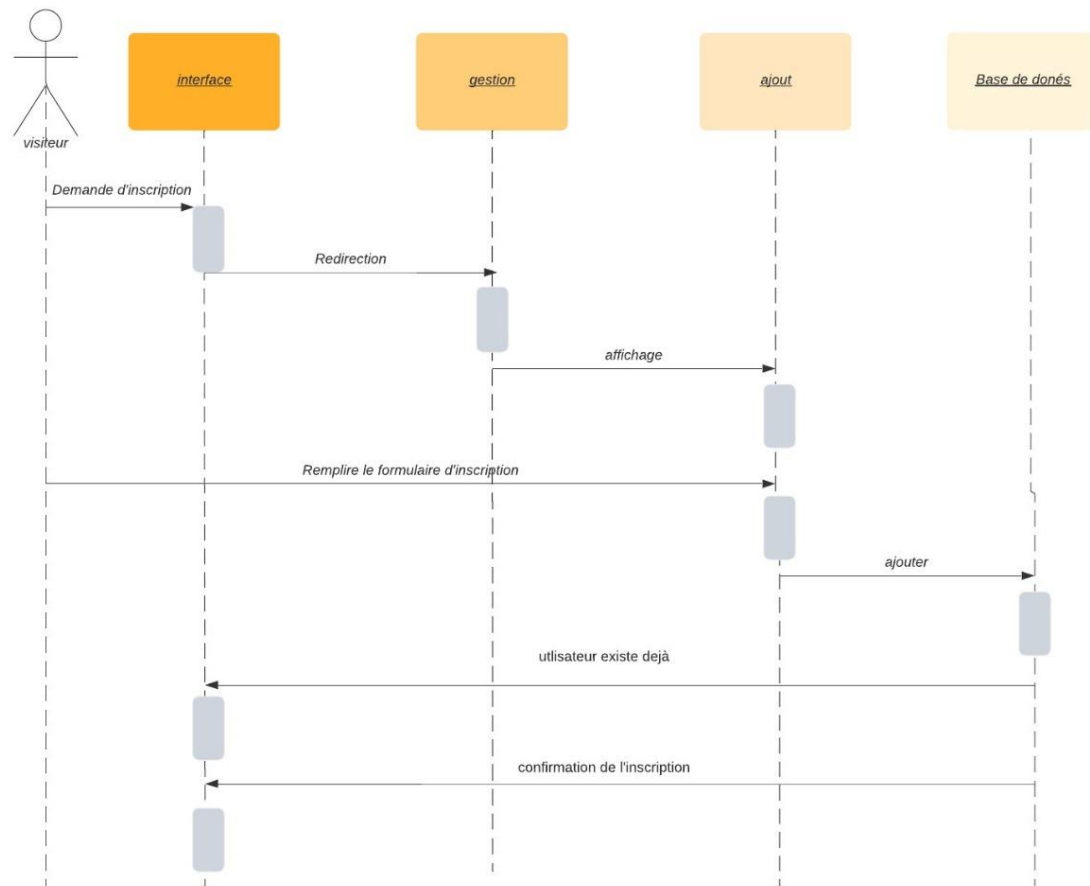 interface
gestion
ajout
Base de donés
visiteur
Demande d'inscription
Redirection
affichage
Remplire le formulaire d'inscription
ajouter
utlisateur existe dejà
confirmation de l'inscription